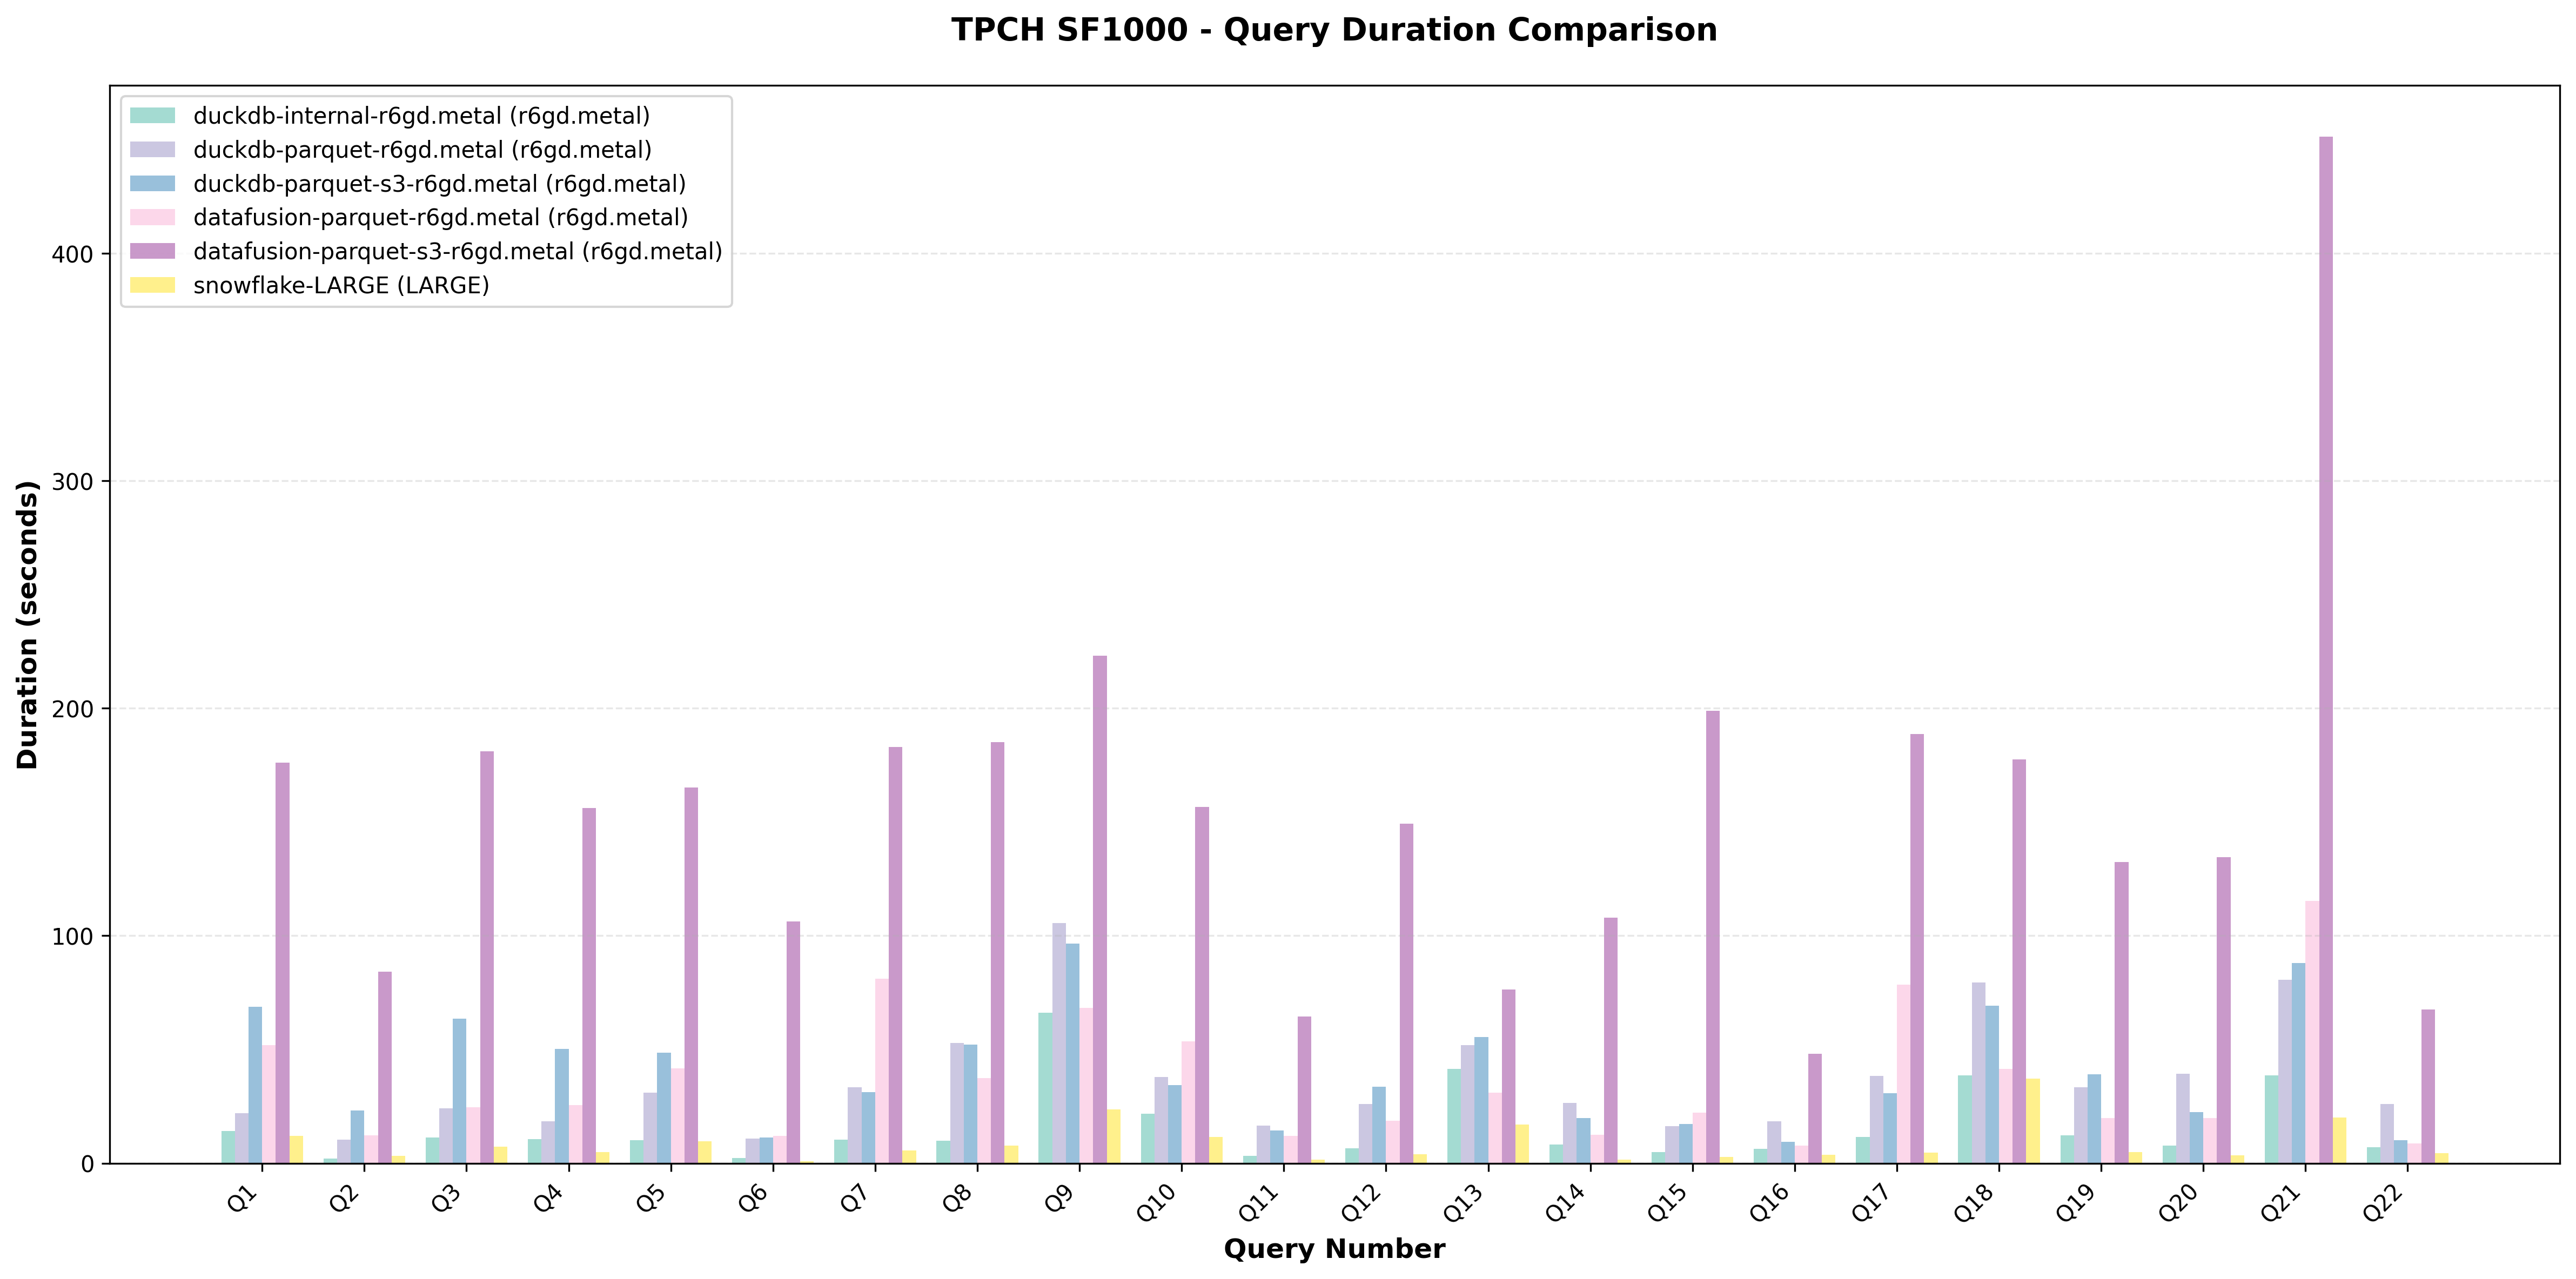 TPCH SF1000 - Query Duration Comparison
duckdb-internal-r6gd.metal (r6gd.metal)
duckdb-parquet-r6gd.metal (r6gd.metal)
duckdb-parquet-s3-r6gd.metal (r6gd.metal)
datafusion-parquet-r6gd.metal (r6gd.metal)
datafusion-parquet-s3-r6gd.metal (r6gd.metal)
snowflake-LARGE (LARGE)
Duration (seconds)
400
300
200
100
0
Q1 Q2 Q3 Q4 Q5 Q6 Q7 Q8 Q9 Q10 Q11 Q12 Q13 Q14 Q15 Q16 Q17 Q18 Q19 Q20 Q21 Q22
Query Number